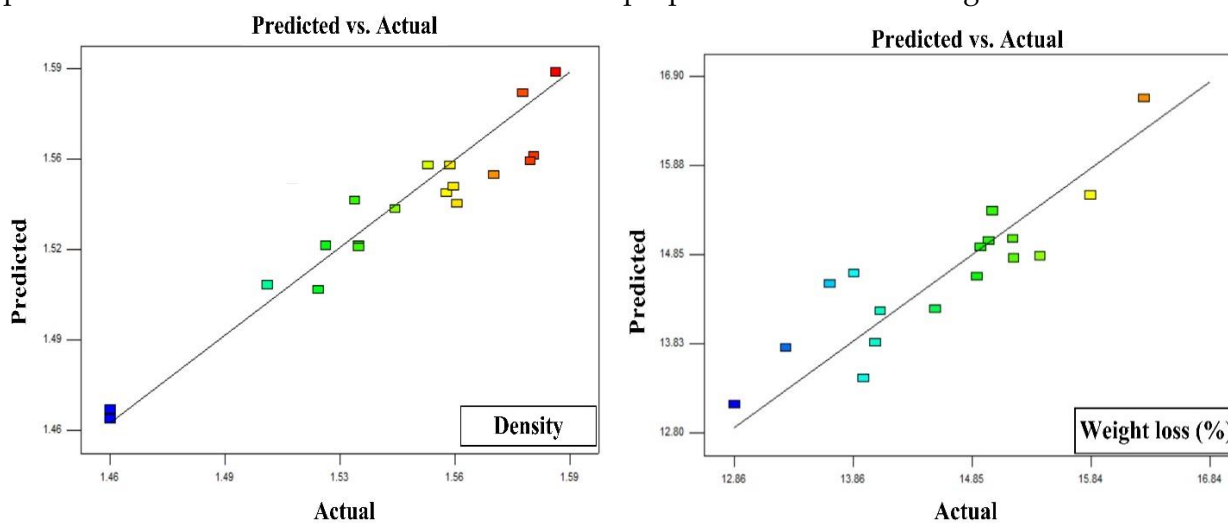 Predicted vs. Actual
1.59
1.56
1.52
1.49
1.46
Predicted
Density
1.46
1.49
1.53
1.56
1.59
Actual
Predicted vs. Actual
16.90
15.88
14.85
13.83
12.80
Predicted
Weight loss (%)
12.86
13.86
14.85
15.84
16.84
Actual